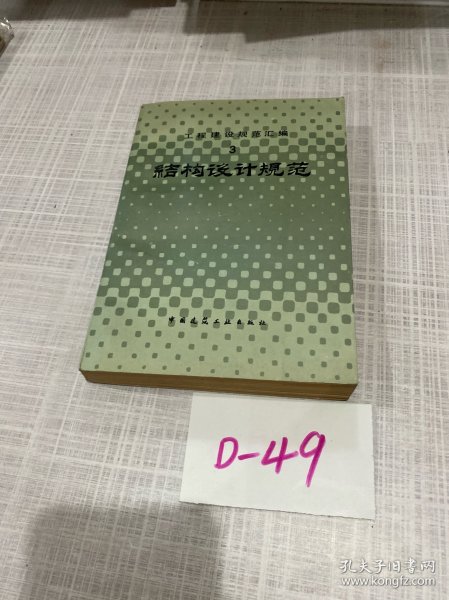 工程建设规范汇编
3
结构设计规范
中国建筑工业出版社
D-49
孔夫子旧书网
www.kongfz.com